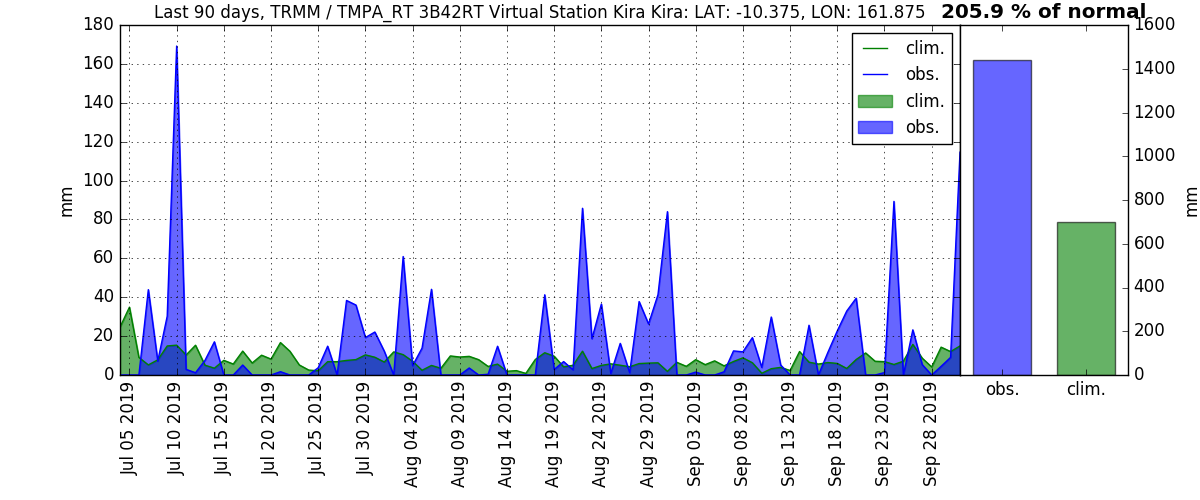 Last 90 days, TRMM / TMPA_RT 3B42RT Virtual Station Kira Kira: LAT: -10.375, LON: 161.875
205.9 % of normal
180
160
140
120
100
80
60
40
20
0
mm
clim.
obs.
clim.
obs.
Jul 05 2019
Jul 10 2019
Jul 15 2019
Jul 20 2019
Jul 25 2019
Jul 30 2019
Aug 04 2019
Aug 09 2019
Aug 14 2019
Aug 19 2019
Aug 24 2019
Aug 29 2019
Sep 03 2019
Sep 08 2019
Sep 13 2019
Sep 18 2019
Sep 23 2019
Sep 28 2019
1600
1400
1200
1000
800
600
400
200
0
mm
obs.
clim.